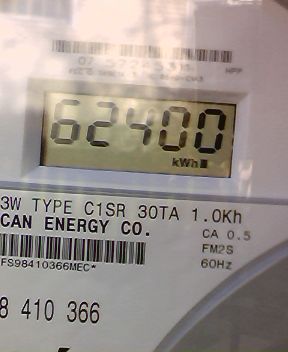 HPP
62400
kWh
3W TYPE C1SR 30TA 1.0Kh
CAN ENERGY CO.
CA 0.5
FM2S
60Hz
FS98410366MEC*
8 410 366